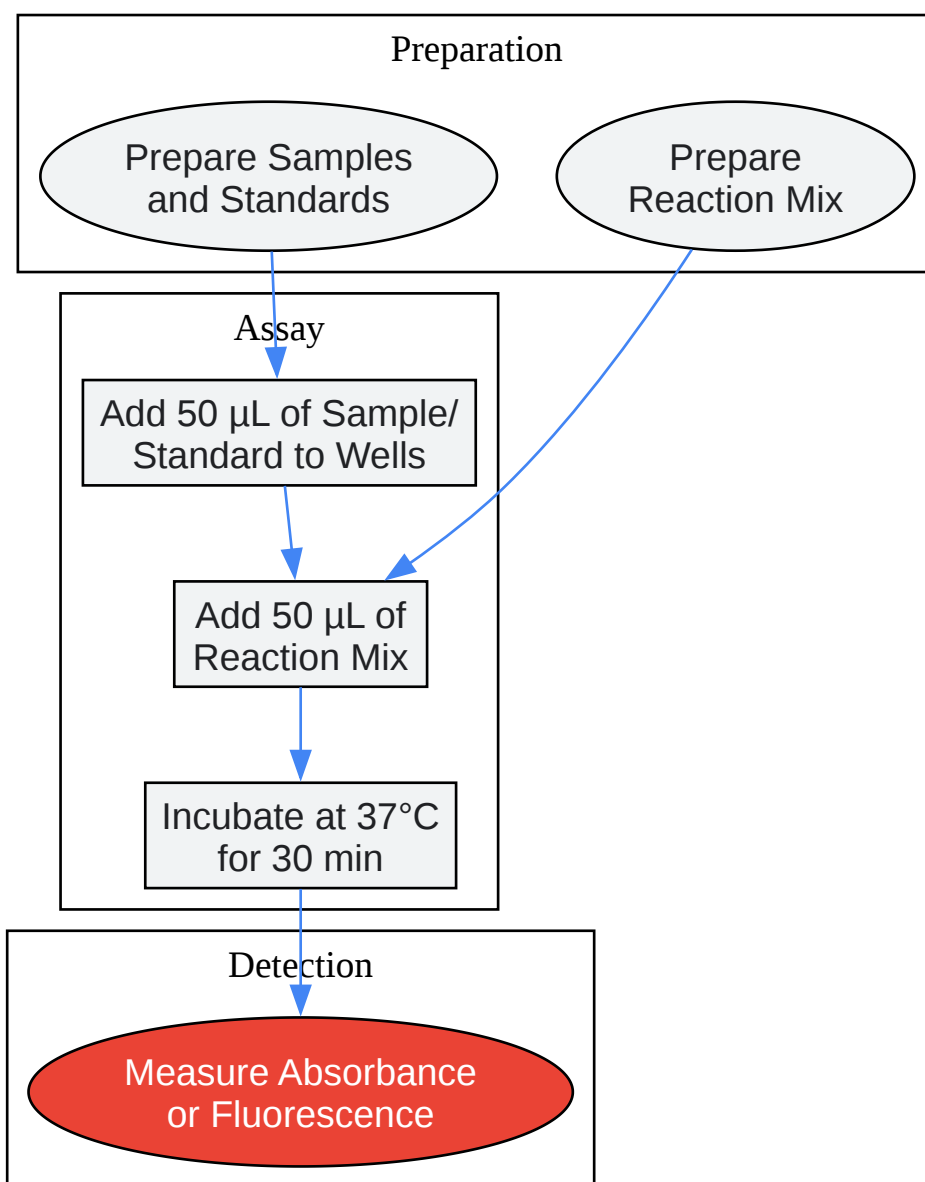 Preparation
Prepare Samples
and Standards
Prepare
Reaction Mix
Assay
Add 50 µL of Sample/
Standard to Wells
Add 50 µL of
Reaction Mix
Incubate at 37°C
for 30 min
Detection
Measure Absorbance
or Fluorescence